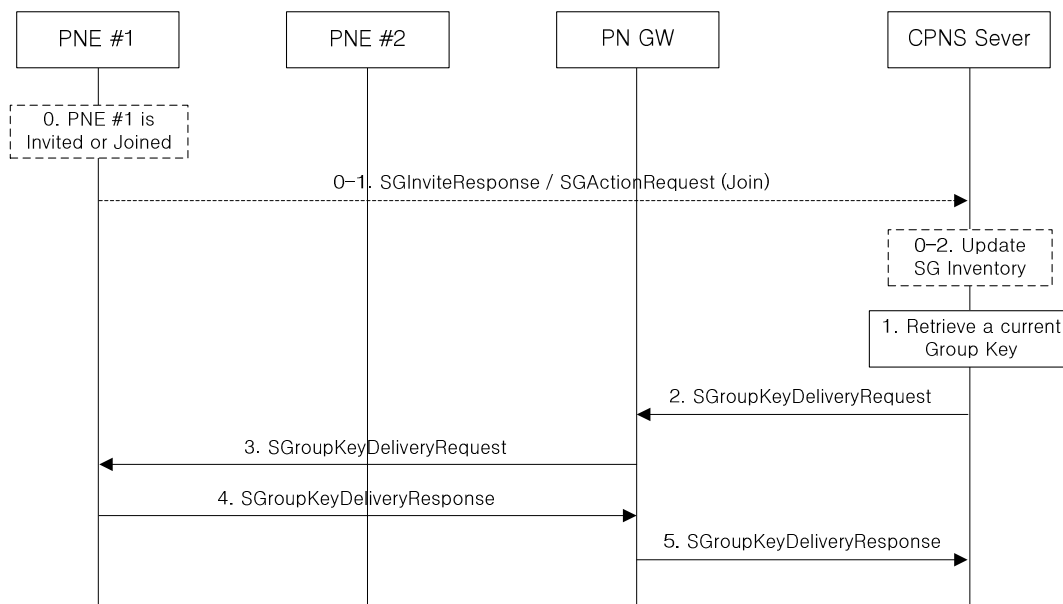 PNE #1
PNE #2
PN GW
CPNS Sever
0. PNE #1 is
Invited or Joined
0-1. SGInviteResponse / SGActionRequest (Join)
0-2. Update
SG Inventory
1. Retrieve a current
Group Key
2. SGroupKeyDeliveryRequest
3. SGroupKeyDeliveryRequest
4. SGroupKeyDeliveryResponse
5. SGroupKeyDeliveryResponse